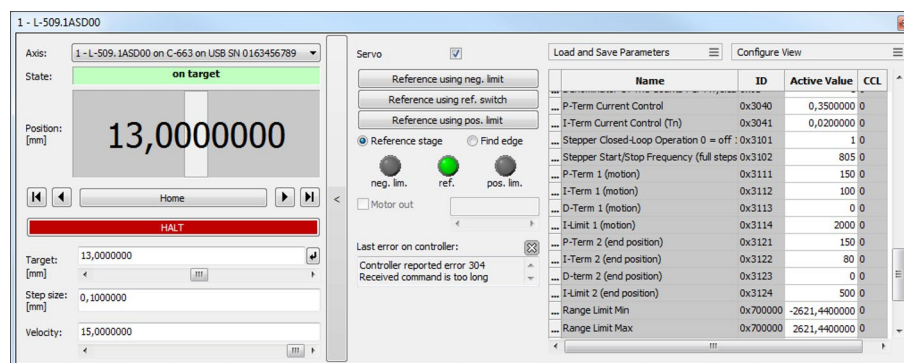 1 - L-509.1ASD00
Axis:
1 - L-509. 1ASD00 on C-663 on USB SN 0163456789
State:
on target
Position:
[mm]
13,0000000
Home
HALT
Target:
[mm]
13,0000000
Step size:
[mm]
0,1000000
Velocity:
15,0000000
<
Servo
Reference using neg. limit
Reference using ref. switch
Reference using pos. limit
Reference stage
Find edge
neg. lim.
ref.
pos. lim.
Motor out
Last error on controller:
Controller reported error 304
Received command is too long
Load and Save Parameters
Configure View
Name ID Active Value CCL
... P-Term Current Control 0x3040 0,3500000 0
... I-Term Current Control (Tn) 0x3041 0,0200000 0
... Stepper Closed-Loop Operation 0 = off 0x3101 1 0
... Stepper Start/Stop Frequency (full steps 0x3102 805 0
... P-Term 1 (motion) 0x3111 150 0
... I-Term 1 (motion) 0x3112 100 0
... D-Term 1 (motion) 0x3113 0 0
... I-Limit 1 (motion) 0x3114 2000 0
... P-Term 2 (end position) 0x3121 150 0
... I-Term 2 (end position) 0x3122 80 0
... D-term 2 (end position) 0x3123 0 0
... I-Limit 2 (end position) 0x3124 500 0
... Range Limit Min 0x700000 -2621,4400000 0
... Range Limit Max 0x700000 2621,4400000 0